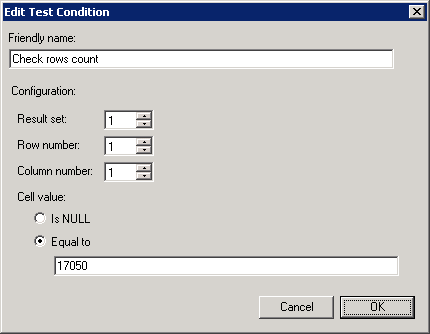 Edit Test Condition
Friendly name:
Check rows count
Configuration:
Result set: 1
Row number: 1
Column number: 1
Cell value:
Is NULL
Equal to
17050
Cancel OK